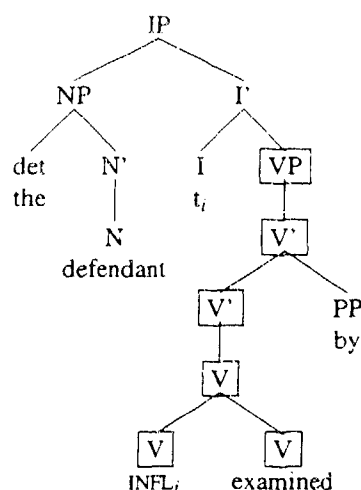 IP
NP I'
det N' I VP
the t_i
N V'
defendant
V' PP
by
V
V V
INFL_i examined